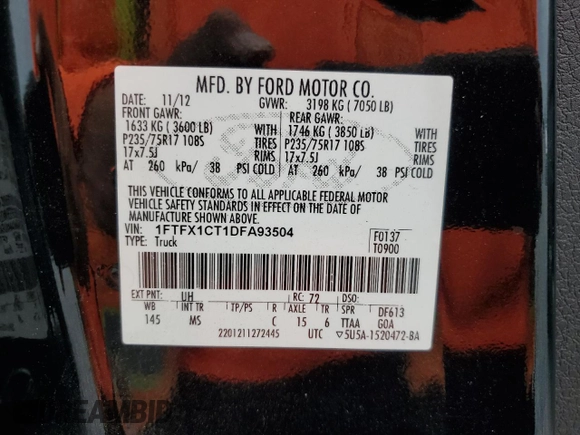 MFD. BY FORD MOTOR CO.
DATE: 11/12 GVWR: 3198 KG ( 7050 LB)
FRONT GAWR: REAR GAWR:
1633 KG ( 3600 LB) WITH 1746 KG ( 3850 LB) WITH
P235/75R17 108S TIRES P235/75R17 108S TIRES
17x7.5J RIMS 17x7.5J RIMS
AT 260 kPa/ 38 PSI COLD AT 260 kPa/ 38 PSI COLD
THIS VEHICLE CONFORMS TO ALL APPLICABLE FEDERAL MOTOR
VEHICLE SAFETY STANDARDS IN EFFECT ON THE DATE OF
MANUFACTURE SHOWN ABOVE.
VIN: 1FTFX1CT1DFA93504 F0137
TYPE: Truck T0900
EXT PNT: UH RC: 72 DSO:
WB INT TR TP/PS R AXLE TR SPR DF613
145 MS C 15 6 TTAA GOA
2201211272445 UTC ▽5U5A-1520472-BA